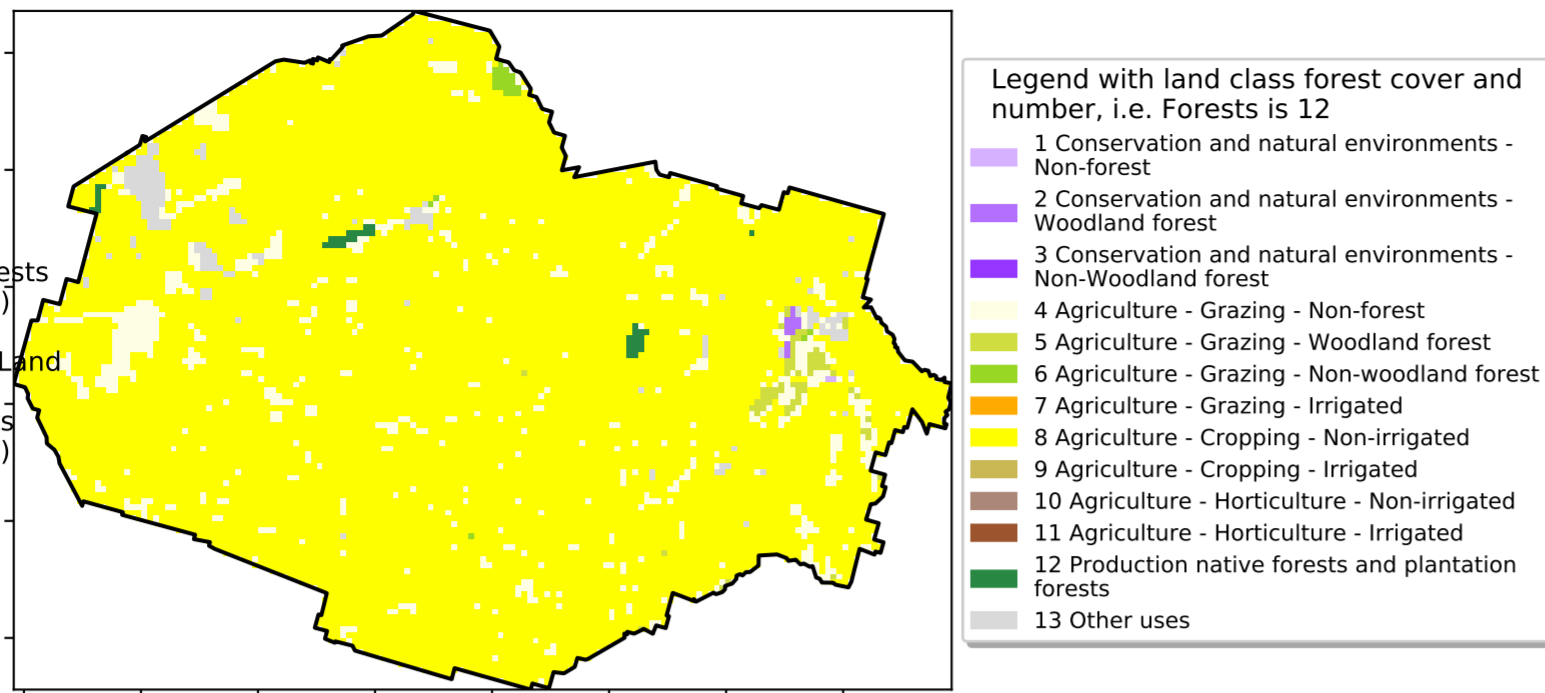 ests
)
Land
s
)
Legend with land class forest cover and
number, i.e. Forests is 12
1 Conservation and natural environments -
Non-forest
2 Conservation and natural environments -
Woodland forest
3 Conservation and natural environments -
Non-Woodland forest
4 Agriculture - Grazing - Non-forest
5 Agriculture - Grazing - Woodland forest
6 Agriculture - Grazing - Non-woodland forest
7 Agriculture - Grazing - Irrigated
8 Agriculture - Cropping - Non-irrigated
9 Agriculture - Cropping - Irrigated
10 Agriculture - Horticulture - Non-irrigated
11 Agriculture - Horticulture - Irrigated
12 Production native forests and plantation
forests
13 Other uses